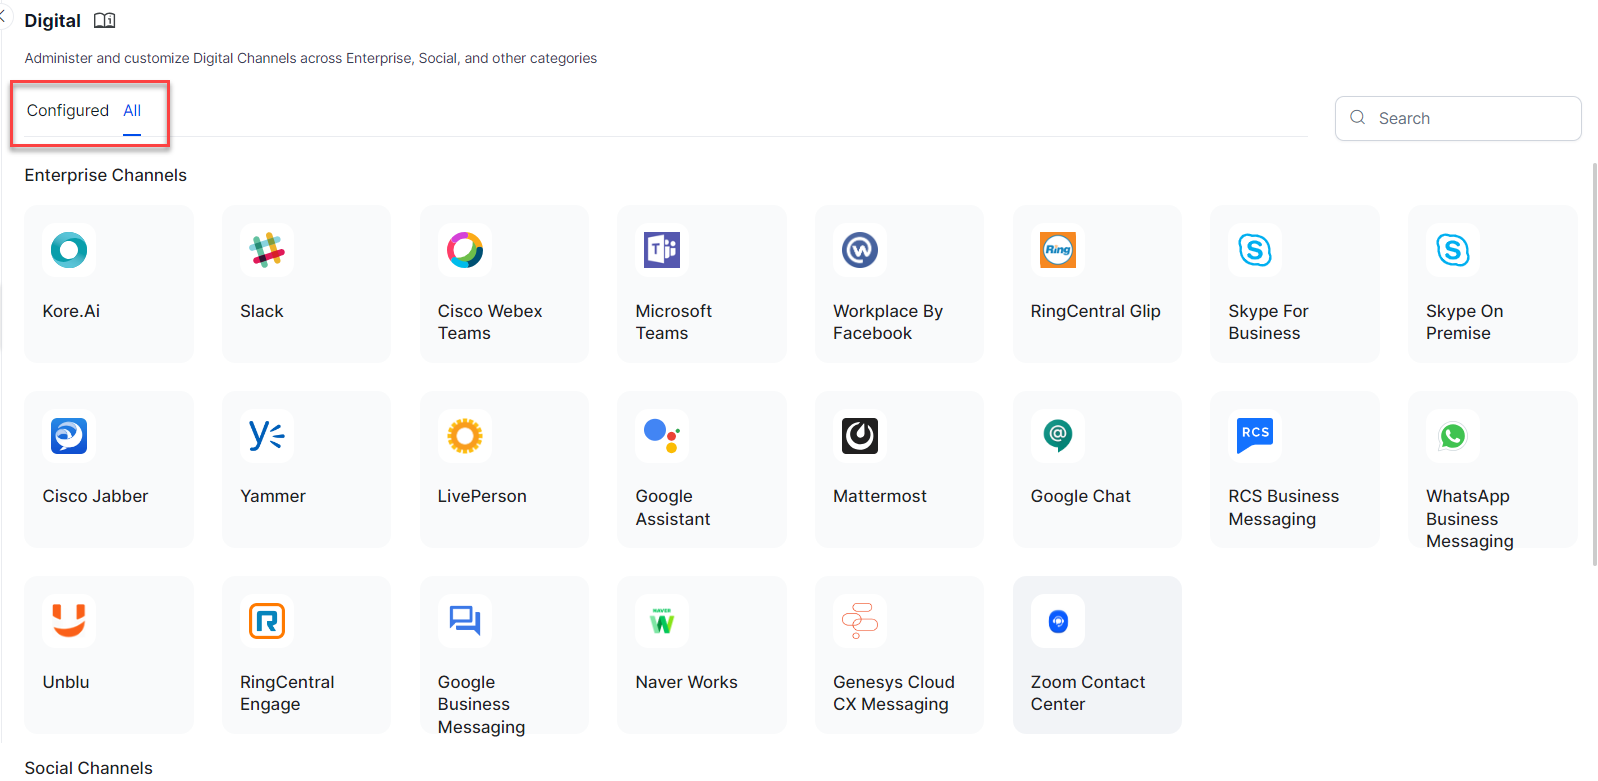 Digital
Administer and customize Digital Channels across Enterprise, Social, and other categories
Configured All
Search
Enterprise Channels
Kore.Ai
Slack
Cisco Webex
Teams
T
Microsoft
Teams
Workplace By
Facebook
Ring
RingCentral Glip
S
Skype For
Business
S
Skype On
Premise
Cisco Jabber
Yammer
LivePerson
Google
Assistant
Mattermost
@
Google Chat
RCS
RCS Business
Messaging
WhatsApp
Business
Messaging
Unblu
R
RingCentral
Engage
Google
Business
Messaging
NAVER
W
Naver Works
Genesys Cloud
CX Messaging
Zoom Contact
Center
Social Channels